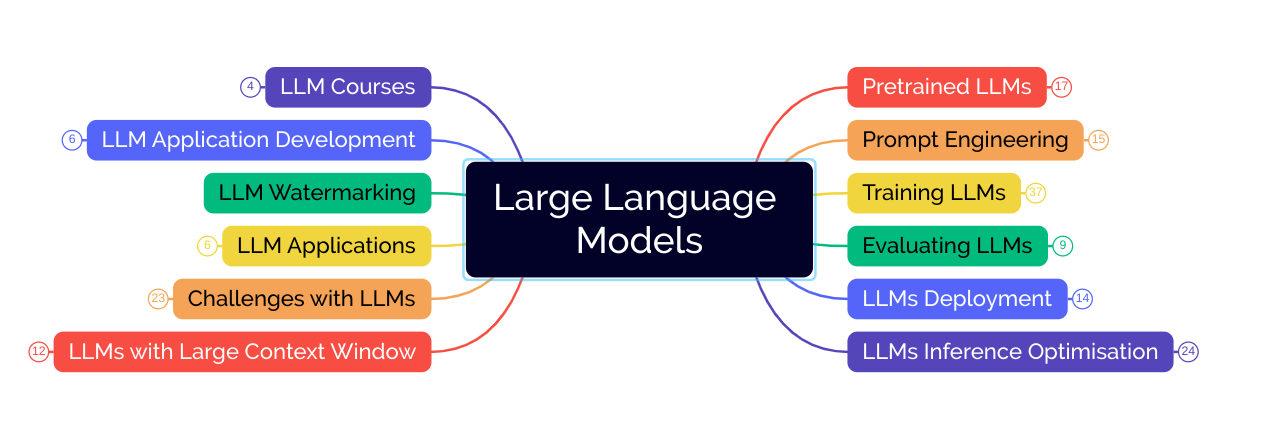 Large Language
Models
4
LLM Courses
6
LLM Application Development
LLM Watermarking
6
LLM Applications
23
Challenges with LLMs
12
LLMs with Large Context Window
Pretrained LLMs
17
Prompt Engineering
15
Training LLMs
37
Evaluating LLMs
9
LLMs Deployment
14
LLMs Inference Optimisation
24